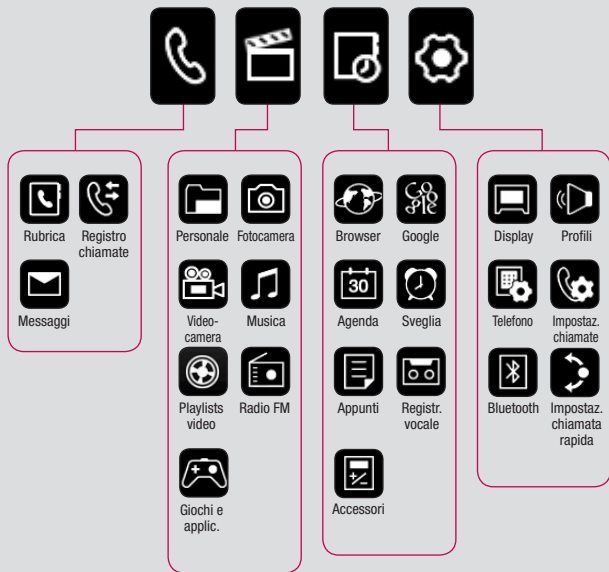 Rubrica
Registro
chiamate
Messaggi
Personale
Fotocamera
Video-
camera
Musica
Playlists
video
Radio FM
Giochi e
applic.
Browser
Google
30
Agenda
Sveglia
Appunti
Registr.
vocale
Accessori
Display
Profili
Telefono
Impostaz.
chiamate
Bluetooth
Impostaz.
chiamata
rapida